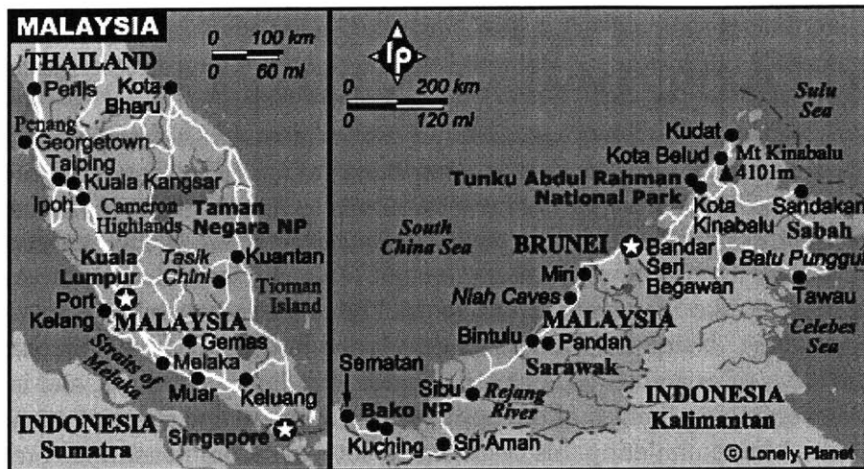 MALAYSIA
0 100 km
0 60 mi
THAILAND
Perlis
Kota
Bharu
Penang
Georgetown
Taiping
Kuala Kangsar
Ipoh
Cameron
Highlands
Taman
Negara NP
Kuala
Lumpur
Tasik
Chini
Kuantan
Tioman
Island
Port
Kelang
MALAYSIA
Gemas
Straits of
Melaka
Melaka
Muar
Keluang
INDONESIA
Sumatra
Singapore
lp
0 200 km
0 120 mi
Sulu
Sea
Kudat
Kota Belud
Mt Kinabalu
4101m
Tunku Abdul Rahman
National Park
Kota
Kinabalu
Sandakan
Sabah
South
China Sea
BRUNEI
Bandar
Seri
Begawan
Batu Punggul
Miri
Tawau
Niah Caves
MALAYSIA
Celebes
Sea
Bintulu
Pandan
Sarawak
Sematan
Sibu
Rejang
River
INDONESIA
Kalimantan
Bako NP
Kuching
Sri Aman
© Lonely Planet